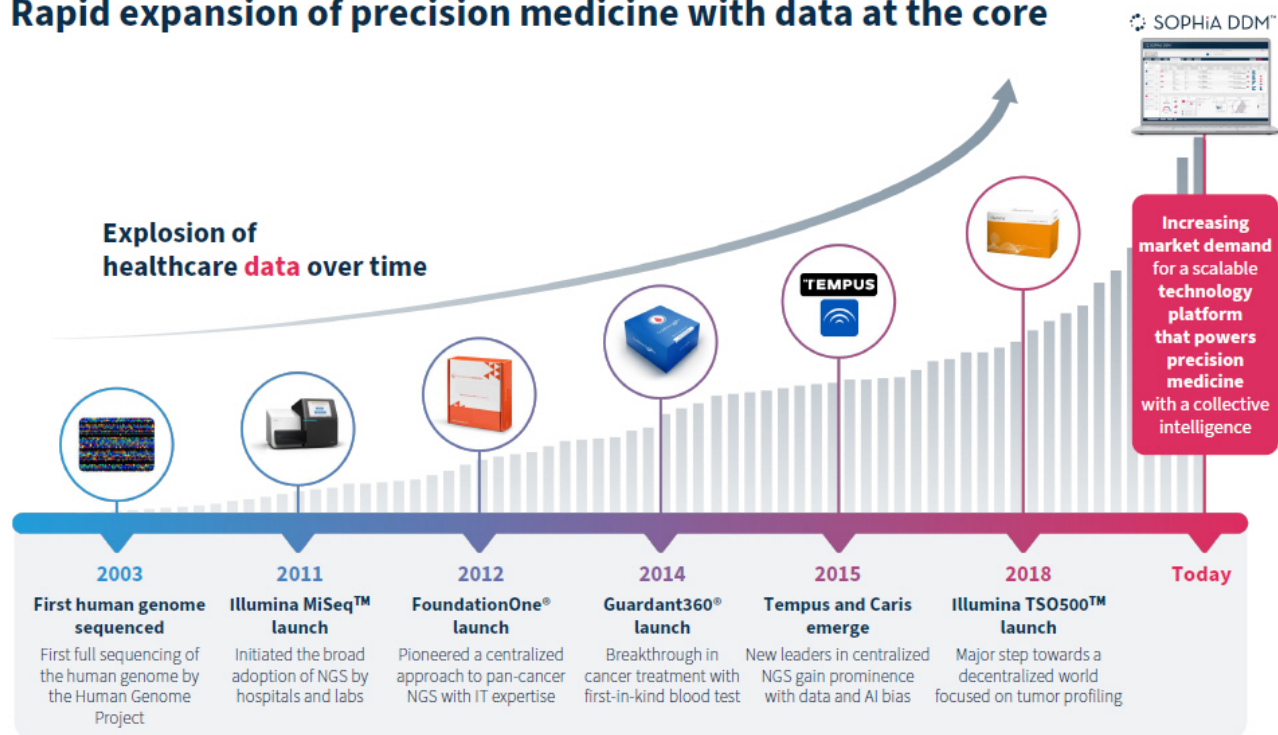 Rapid expansion of precision medicine with data at the core
SOPHiA DDM™
Explosion of
healthcare data over time
TEMPUS
Increasing
market demand
for a scalable
technology
platform
that powers
precision
medicine
with a collective
intelligence
2003
First human genome
sequenced
First full sequencing of
the human genome by
the Human Genome
Project
2011
Illumina MiSeq™
launch
Initiated the broad
adoption of NGS by
hospitals and labs
2012
FoundationOne®
launch
Pioneered a centralized
approach to pan-cancer
NGS with IT expertise
2014
Guardant360®
launch
Breakthrough in
cancer treatment with
first-in-kind blood test
2015
Tempus and Caris
emerge
New leaders in centralized
NGS gain prominence
with data and AI bias
2018
Illumina TSO500™
launch
Major step towards a
decentralized world
focused on tumor profiling
Today